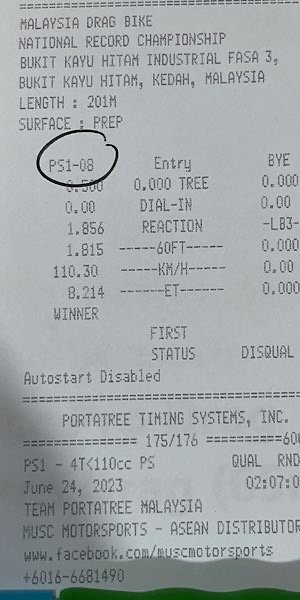 MALAYSIA DRAG BIKE
NATIONAL RECORD CHAMPIONSHIP
BUKIT KAYU HITAM INDUSTRIAL FASA 3,
BUKIT KAYU HITAM, KEDAH, MALAYSIA
LENGTH : 201M
SURFACE : PREP
PS1-08 Entry BYE
0.500 0.000 TREE 0.000
0.00 DIAL-IN 0.00
1.856 REACTION -LB3-
1.815 -----60FT----- 0.000
110.30 -----KM/H----- 0.00
8.214 ------ET------ 0.000
WINNER
FIRST
STATUS DISQUAL
Autostart Disabled
PORTATREE TIMING SYSTEMS, INC.
=============== 175/176 ==========600
PS1 - 4T<110cc PS QUAL RND
June 24, 2023 02:07:0
TEAM PORTATREE MALAYSIA
MUSC MOTORSPORTS - ASEAN DISTRIBUTOR
www.facebook.com/muscmotorsports
+6016-6681490